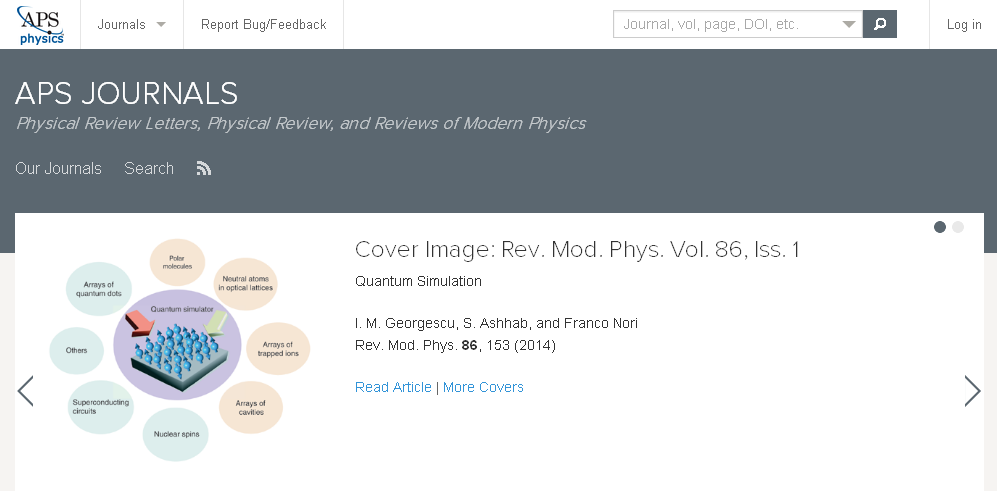 APS
physics
Journals
Report Bug/Feedback
Journal, vol, page, DOI, etc.
Log in
APS JOURNALS
Physical Review Letters, Physical Review, and Reviews of Modern Physics
Our Journals
Search
Cover Image: Rev. Mod. Phys. Vol. 86, Iss. 1
Quantum Simulation
I. M. Georgescu, S. Ashhab, and Franco Nori
Rev. Mod. Phys. 86, 153 (2014)
Read Article | More Covers
Polar
molecules
Neutral atoms
in optical lattices
Arrays of
quantum dots
Quantum simulator
Others
Arrays of
trapped ions
Superconducting
circuits
Arrays of
cavities
Nuclear spins